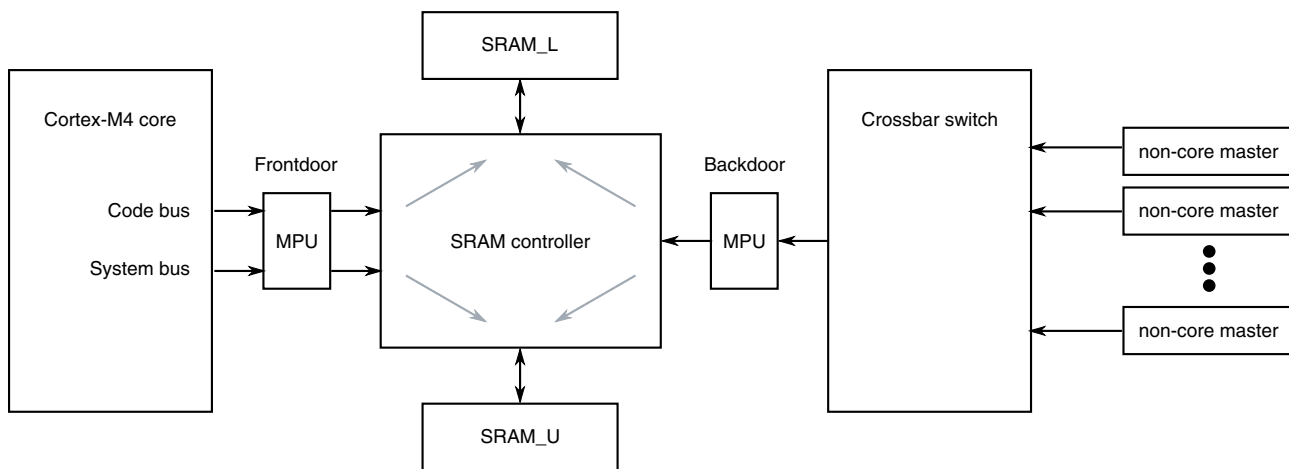 SRAM_L
Cortex-M4 core
Crossbar switch
Frontdoor
Backdoor
non-core master
Code bus
System bus
MPU
SRAM controller
MPU
non-core master
non-core master
SRAM_U